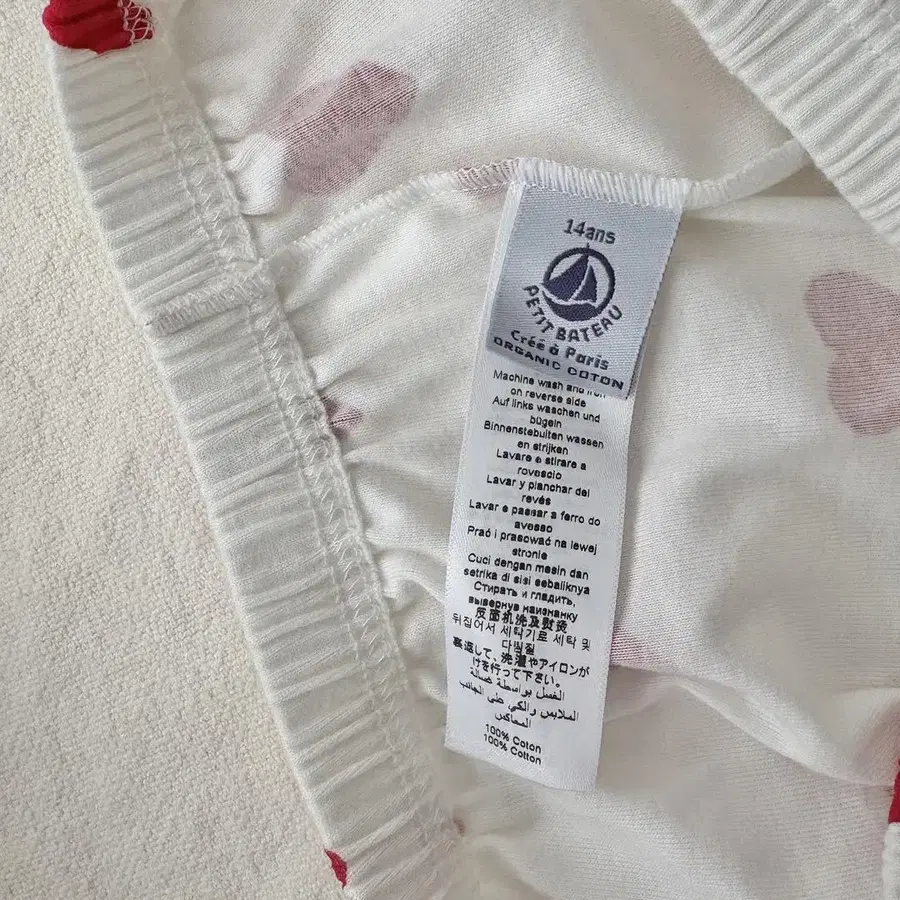 14ans
PETIT BATEAU
Créé à Paris
ORGANIC COTON
Machine wash and iron
on reverse side
Auf links waschen und
bügeln
Binnenstebuiten wassen
en strijken
Lavare e stirare a
rovescio
Lavar y planchar del
revés
Lavar e passar a ferro do
avesso
Prać i prasować na lewej
stronie
Cuci dengan mesin dan
setrika di sisi sebaliknya
Стирать и гладить,
вывернув наизнанку
反面机洗及熨烫
뒤집어서 세탁기로 세탁 및
다림질
裏返して、洗濯やアイロンが
けを行って下さい。
الغسل بواسطة غسالة
الملابس والكي على الجانب
المعاكس
100% Coton
100% Cotton